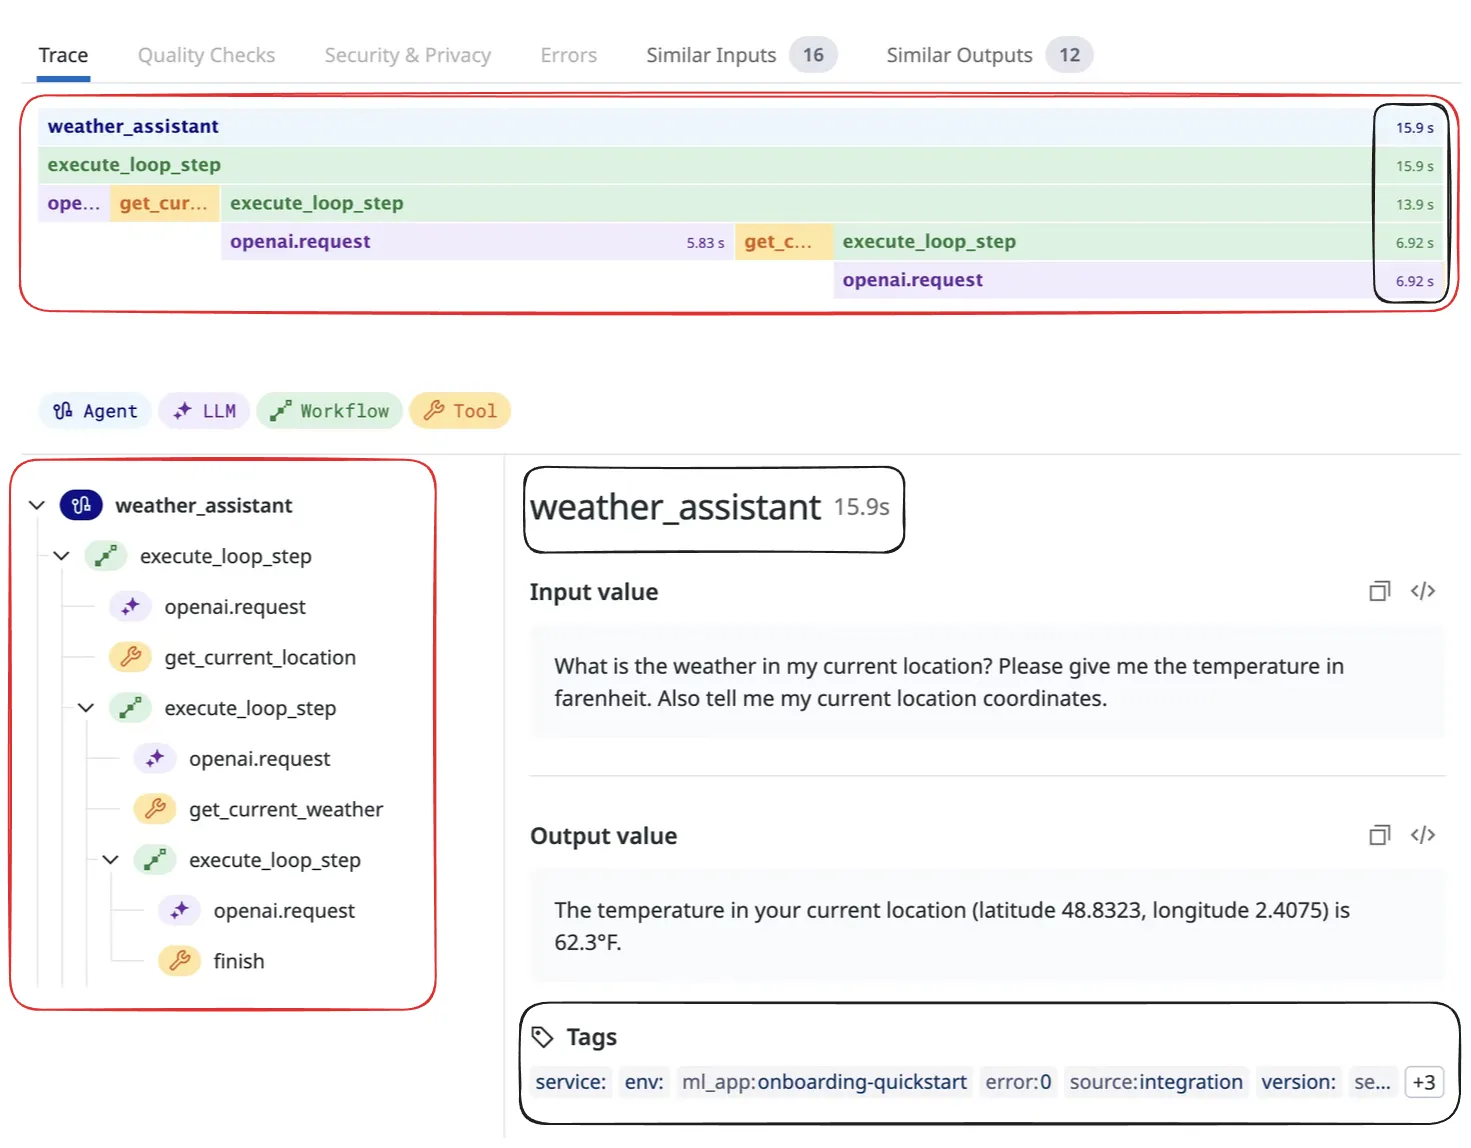 Trace Quality Checks Security & Privacy Errors Similar Inputs 16 Similar Outputs 12
weather_assistant 15.9 s
execute_loop_step 15.9 s
ope... get_cur... execute_loop_step 13.9 s
openai.request 5.83 s get_c... execute_loop_step 6.92 s
openai.request 6.92 s
Agent LLM Workflow Tool
weather_assistant
execute_loop_step
openai.request
get_current_location
execute_loop_step
openai.request
get_current_weather
execute_loop_step
openai.request
finish
weather_assistant 15.9s
Input value
What is the weather in my current location? Please give me the temperature in
farenheit. Also tell me my current location coordinates.
Output value
The temperature in your current location (latitude 48.8323, longitude 2.4075) is
62.3°F.
Tags
service: env: ml_app:onboarding-quickstart error:0 source:integration version: se... +3